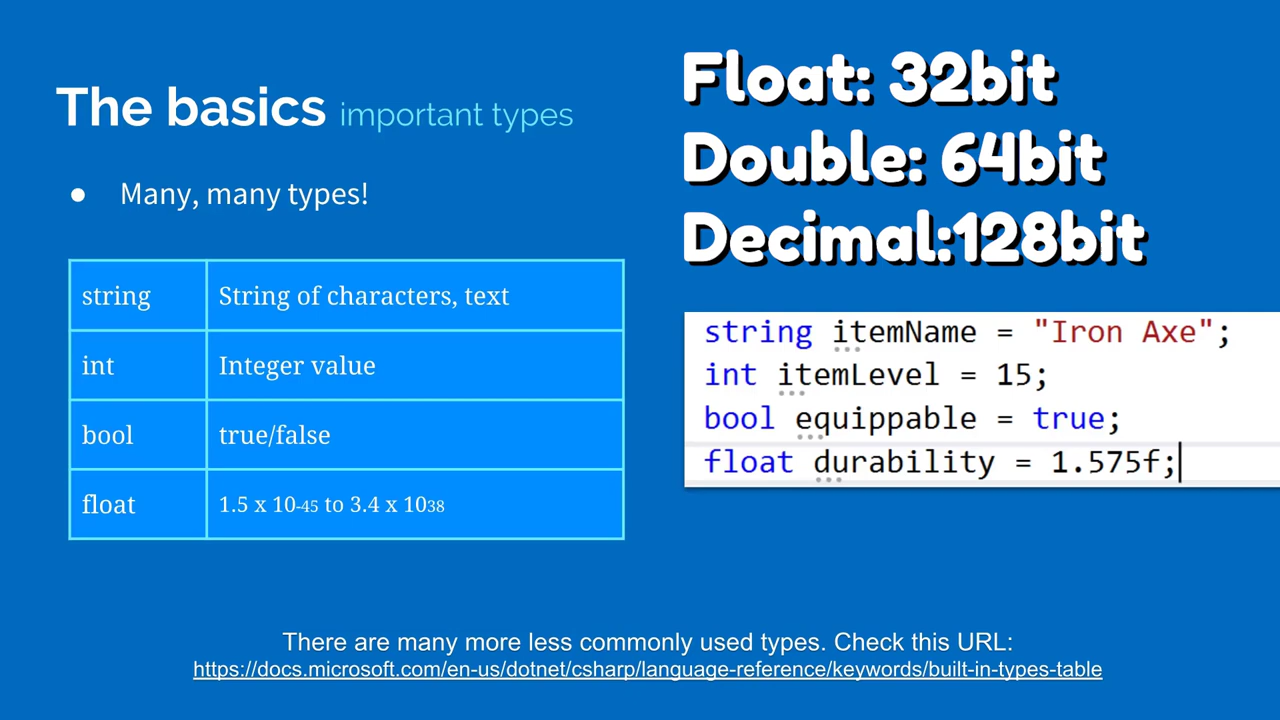 The basics important types
● Many, many types!
string String of characters, text
int Integer value
bool true/false
float 1.5 x 10-45 to 3.4 x 1038
Float: 32bit
Double: 64bit
Decimal:128bit
string itemName = "Iron Axe";
int itemLevel = 15;
bool equippable = true;
float durability = 1.575f;
There are many more less commonly used types. Check this URL:
https://docs.microsoft.com/en-us/dotnet/csharp/language-reference/keywords/built-in-types-table